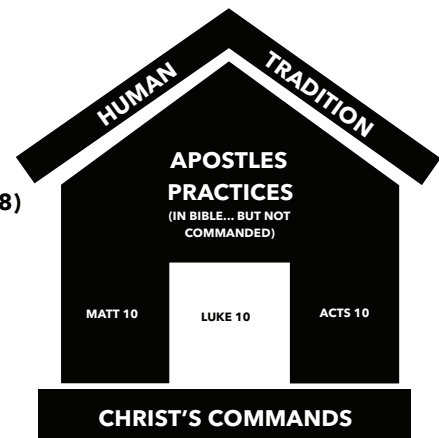 HUMAN TRADITION
8)
APOSTLES
PRACTICES
(IN BIBLE... BUT NOT
COMMANDED)
MATT 10 LUKE 10 ACTS 10
CHRIST'S COMMANDS